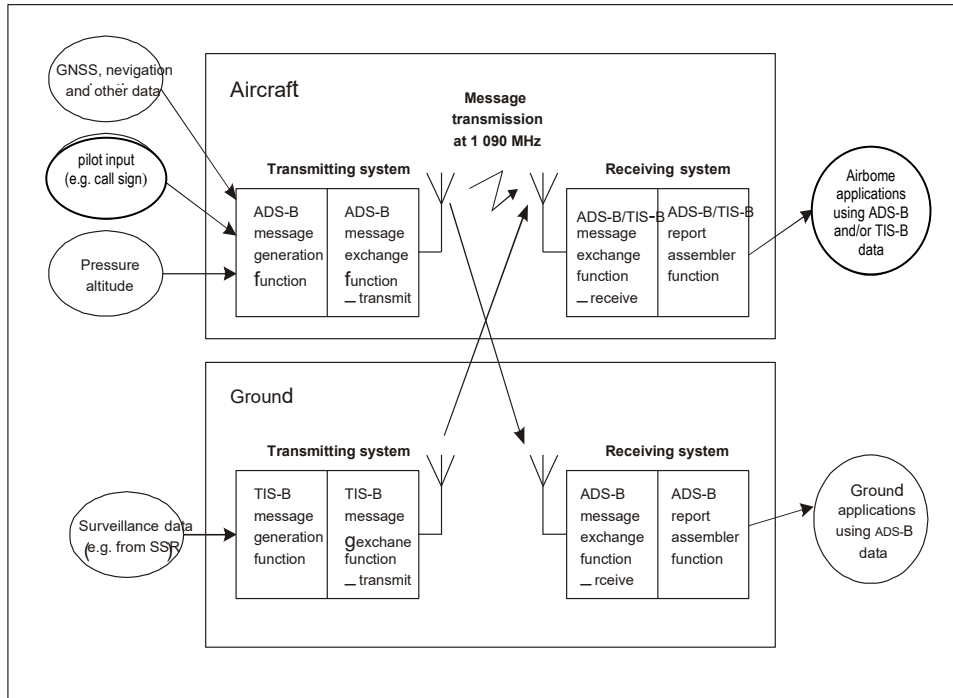 GNSS, nevigation
and other data
Aircraft
Message
transmission
at 1 090 MHz
pilot input
(e.g. call sign)
Transmitting system
Receiving system
ADS-B
message
generation
function
ADS-B
message
exchange
function
– transmit
ADS-B/TIS-B
message
exchange
function
– receive
ADS-B/TIS-B
report
assembler
function
Airbome
applications
using ADS-B
and/or TIS-B
data
Pressure
altitude
Ground
Transmitting system
Receiving system
Surveillance data
(e.g. from SSR)
TIS-B
message
generation
function
TIS-B
message
gexchane
function
– transmit
ADS-B
message
exchange
function
– rceive
ADS-B
report
assembler
function
Ground
applications
using ADS-B
data